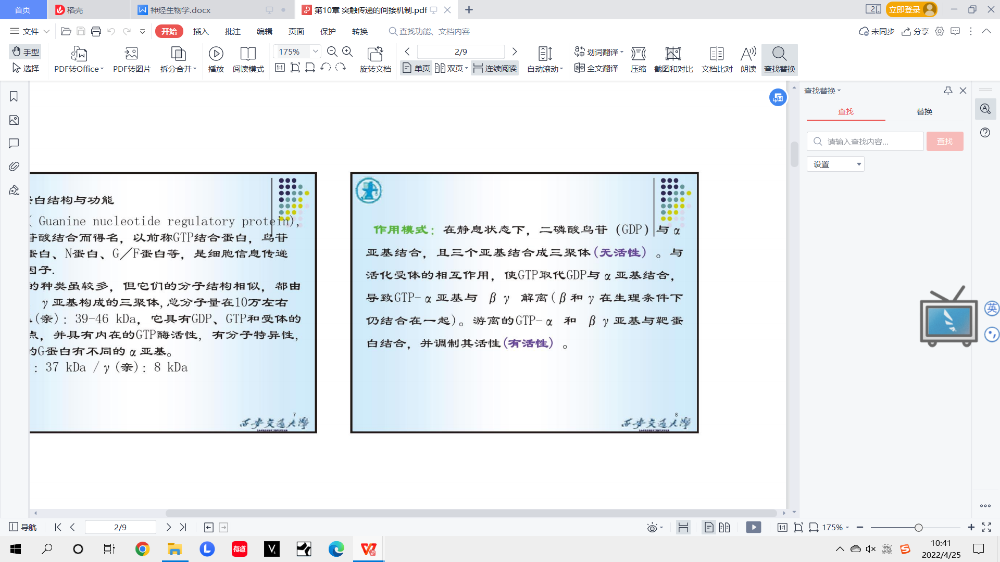 首页
稻壳
神经生物学.docx
第10章 突触传递的间接机制.pdf
2
立即登录
文件
开始
插入
批注
编辑
页面
保护
转换
查找功能、文档内容
未同步
分享
手型
选择
PDF转Office
PDF转图片
拆分合并
播放
阅读模式
175%
旋转文档
2/9
单页
双页
连续阅读
自动滚动
划词翻译
全文翻译
压缩
截图和对比
文档比对
朗读
查找替换
白结构与功能
( Guanine nucleotide regulatory protein),
苷酸结合而得名，以前称GTP结合蛋白，鸟苷
蛋白、N蛋白、G／F蛋白等，是细胞信息传递
因子.
的种类虽较多，但它们的分子结构相似，都由
γ亚基构成的三聚体,总分子量在10万左右
(亲)：39-46 kDa，它具有GDP、GTP和受体的
点，并具有内在的GTP酶活性，有分子特异性，
的G蛋白有不同的α亚基。
：37 kDa ／γ(亲)：8 kDa
7
西安交通大学
作用模式：在静息状态下，二磷酸鸟苷（GDP）与α
亚基结合，且三个亚基结合成三聚体(无活性）。与
活化受体的相互作用，使GTP取代GDP与α亚基结合，
导致GTP-α亚基与 βγ 解离(β和γ在生理条件下
仍结合在一起)。游离的GTP-α 和 βγ亚基与靶蛋
白结合，并调制其活性(有活性）。
8
西安交通大学
查找替换
查找
替换
请输入查找内容...
查找
设置
英
导航
2/9
175%
有道
英
10:41
2022/4/25